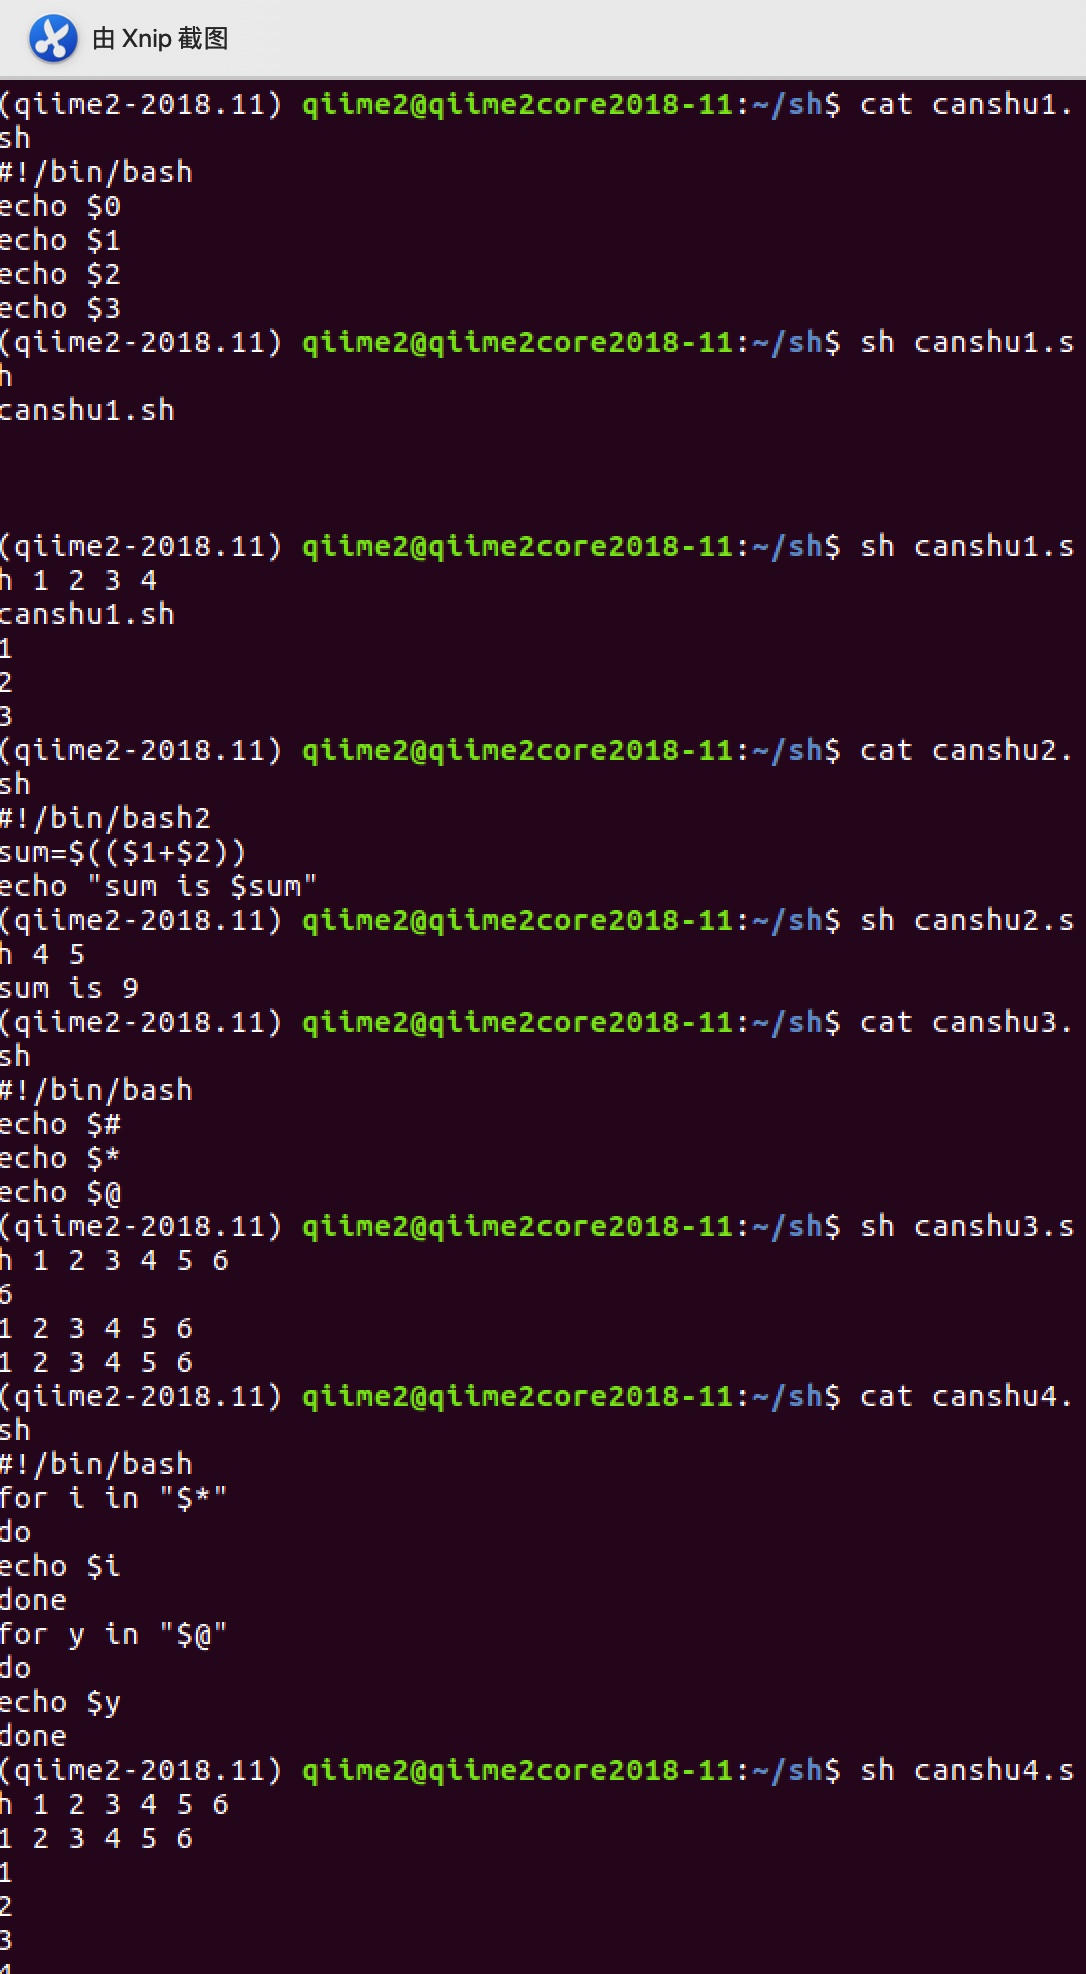 由 Xnip 截图
(qiime2-2018.11) qiime2@qiime2core2018-11:~/sh$ cat canshu1.
sh
#!/bin/bash
echo $0
echo $1
echo $2
echo $3
(qiime2-2018.11) qiime2@qiime2core2018-11:~/sh$ sh canshu1.s
h
canshu1.sh
(qiime2-2018.11) qiime2@qiime2core2018-11:~/sh$ sh canshu1.s
h 1 2 3 4
canshu1.sh
1
2
3
(qiime2-2018.11) qiime2@qiime2core2018-11:~/sh$ cat canshu2.
sh
#!/bin/bash2
sum=$(($1+$2))
echo "sum is $sum"
(qiime2-2018.11) qiime2@qiime2core2018-11:~/sh$ sh canshu2.s
h 4 5
sum is 9
(qiime2-2018.11) qiime2@qiime2core2018-11:~/sh$ cat canshu3.
sh
#!/bin/bash
echo $#
echo $*
echo $@
(qiime2-2018.11) qiime2@qiime2core2018-11:~/sh$ sh canshu3.s
h 1 2 3 4 5 6
6
1 2 3 4 5 6
1 2 3 4 5 6
(qiime2-2018.11) qiime2@qiime2core2018-11:~/sh$ cat canshu4.
sh
#!/bin/bash
for i in "$*"
do
echo $i
done
for y in "$@"
do
echo $y
done
(qiime2-2018.11) qiime2@qiime2core2018-11:~/sh$ sh canshu4.s
h 1 2 3 4 5 6
1 2 3 4 5 6
1
2
3